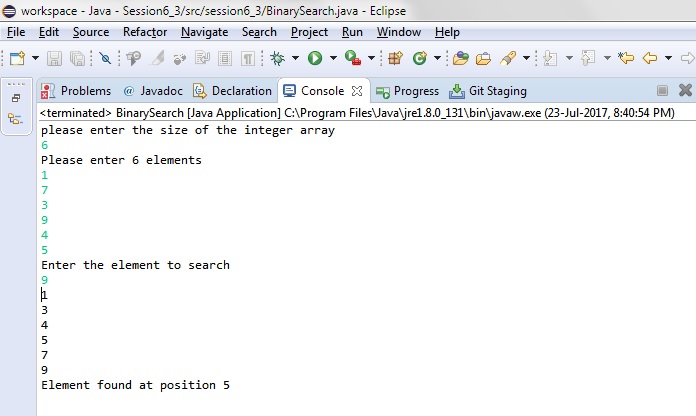 workspace - Java - Session6_3/src/session6_3/BinarySearch.java - Eclipse
File Edit Source Refactor Navigate Search Project Run Window Help
Problems @ Javadoc Declaration Console Progress Git Staging
<terminated> BinarySearch [Java Application] C:\Program Files\Java\jre1.8.0_131\bin\javaw.exe (23-Jul-2017, 8:40:54 PM)
please enter the size of the integer array
6
Please enter 6 elements
1
7
3
9
4
5
Enter the element to search
9
1
3
4
5
7
9
Element found at position 5